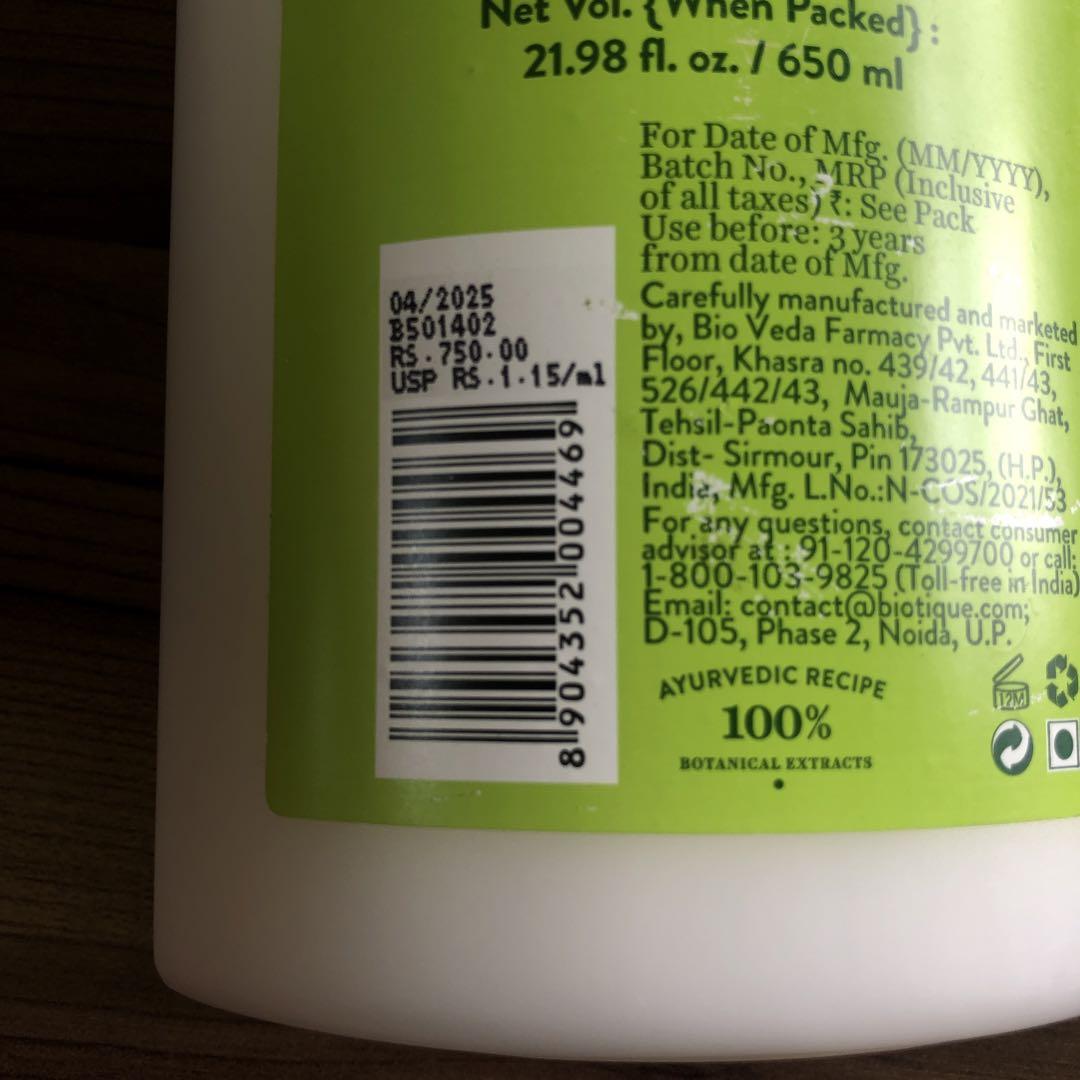 Net Vol. {When Packed} :
21.98 fl. oz. / 650 ml
For Date of Mfg. (MM/YYYY),
Batch No., MRP (Inclusive
of all taxes) ₹: See Pack
Use before: 3 years
from date of Mfg.
04/2025
B501402
RS.750.00
USP RS.1.15/ml
8904352004469
Carefully manufactured and marketed
by, Bio Veda Farmacy Pvt. Ltd., First
Floor, Khasra no. 439/42, 441/43,
526/442/43, Mauja-Rampur Ghat,
Tehsil-Paonta Sahib,
Dist- Sirmour, Pin 173025, (H.P.),
India, Mfg. L.No.:N-COS/2021/53
For any questions, contact consumer
advisor at : 91-120-4299700 or call:
1-800-103-9825 (Toll-free in India)
Email: contact@biotique.com;
D-105, Phase 2, Noida, U.P.
AYURVEDIC RECIPE
100%
BOTANICAL EXTRACTS
12M